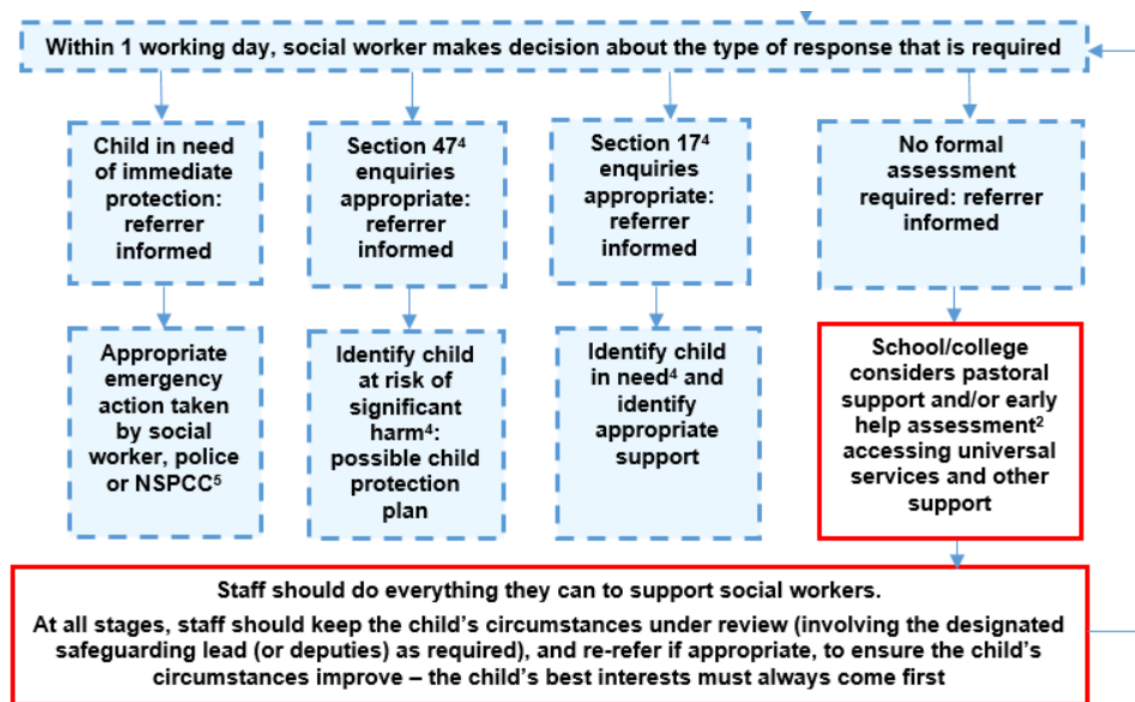 Within 1 working day, social worker makes decision about the type of response that is required
Child in need
of immediate
protection:
referrer
informed
Section 47⁴
enquiries
appropriate:
referrer
informed
Section 17⁴
enquiries
appropriate:
referrer
informed
No formal
assessment
required: referrer
informed
Appropriate
emergency
action taken
by social
worker, police
or NSPCC⁵
Identify child
at risk of
significant
harm⁴:
possible child
protection
plan
Identify child
in need⁴ and
identify
appropriate
support
School/college
considers pastoral
support and/or early
help assessment²
accessing universal
services and other
support
Staff should do everything they can to support social workers.
At all stages, staff should keep the child’s circumstances under review (involving the designated
safeguarding lead (or deputies) as required), and re-refer if appropriate, to ensure the child’s
circumstances improve – the child’s best interests must always come first